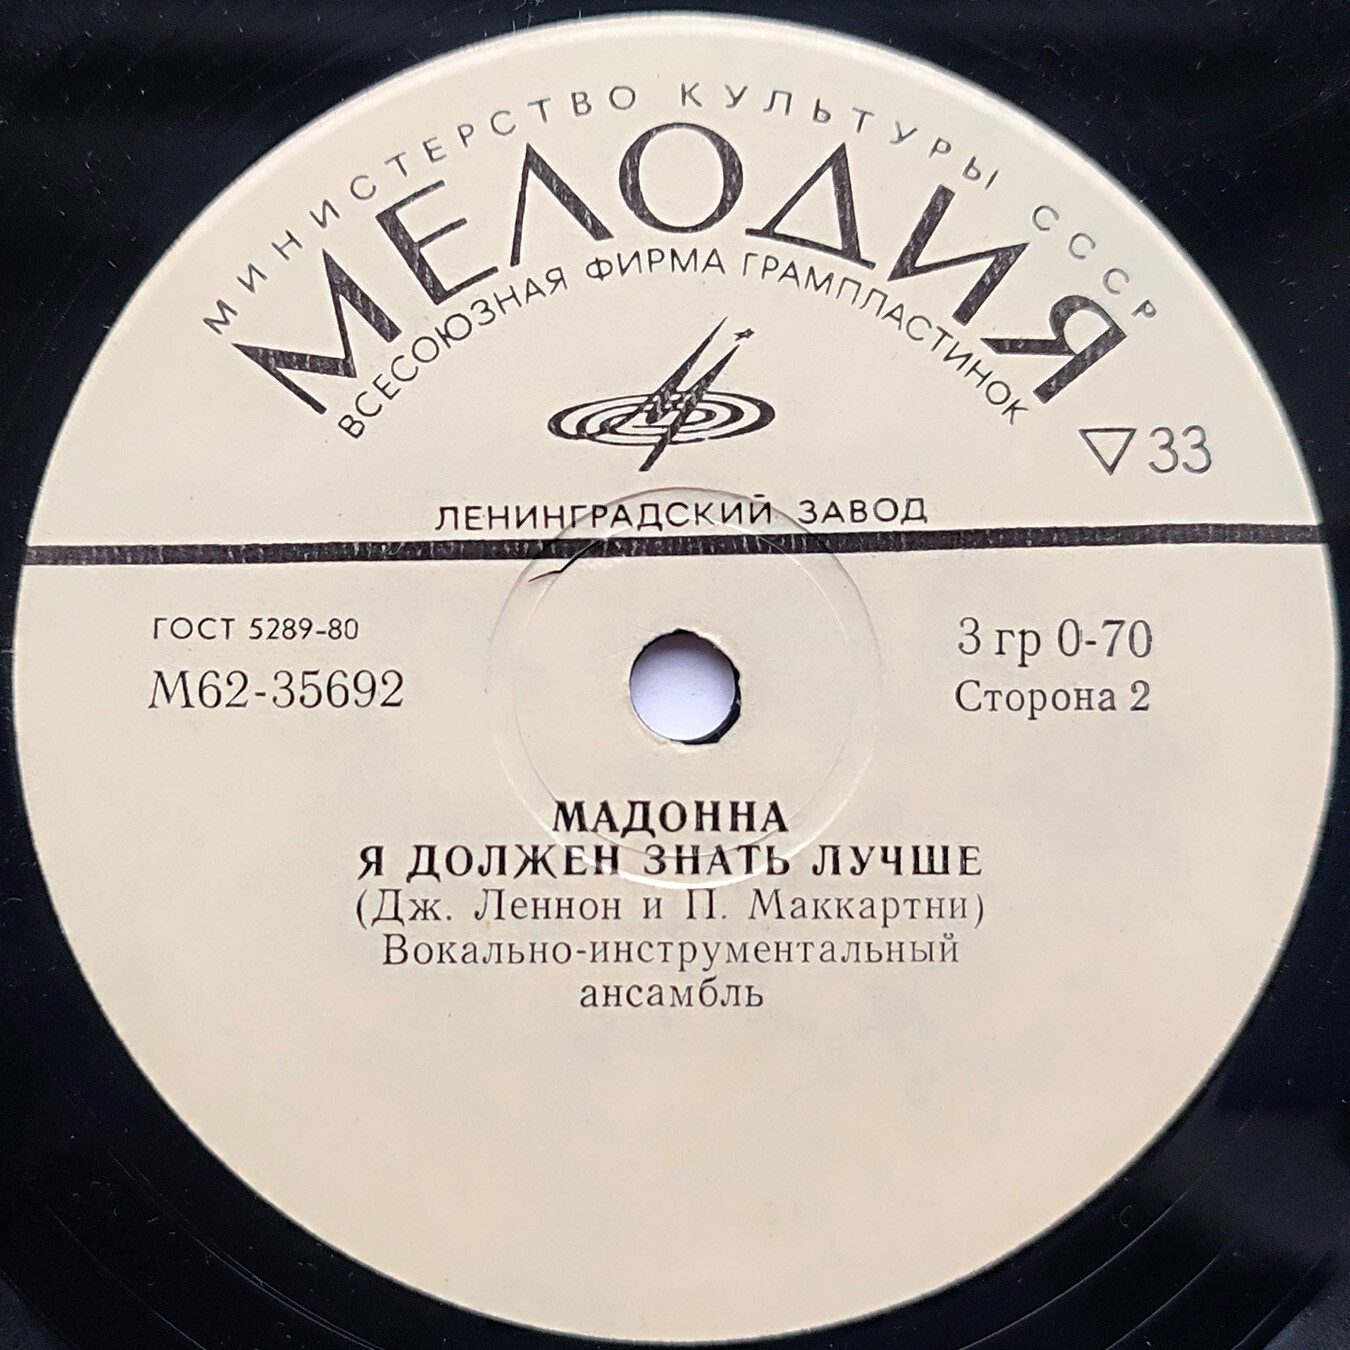 МИНИСТЕРСТВО КУЛЬТУРЫ СССР
МЕЛОДИЯ
ВСЕСОЮЗНАЯ ФИРМА ГРАМПЛАСТИНОК
▽33
ЛЕНИНГРАДСКИЙ ЗАВОД
ГОСТ 5289-80
М62-35692
3 гр 0-70
Сторона 2
МАДОННА
Я ДОЛЖЕН ЗНАТЬ ЛУЧШЕ
(Дж. Леннон и П. Маккартни)
Вокально-инструментальный
ансамбль